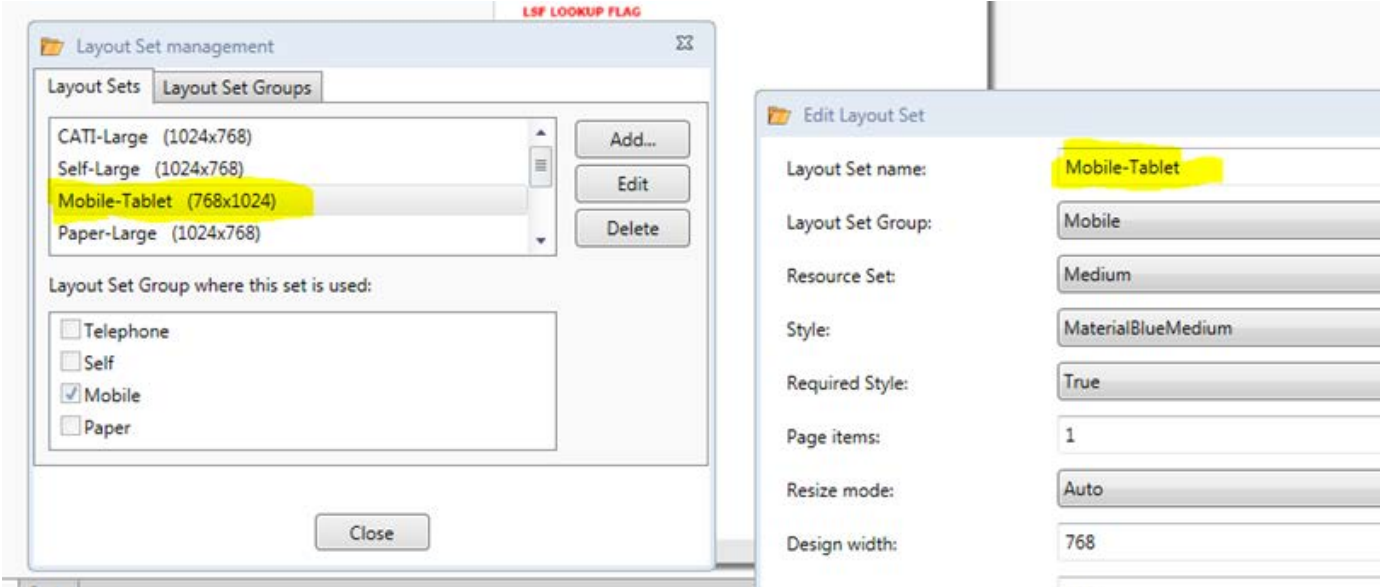 LSF LOOKUP FLAG
Layout Set management
Layout Sets
Layout Set Groups
CATI-Large (1024x768)
Self-Large (1024x768)
Mobile-Tablet (768x1024)
Paper-Large (1024x768)
Add...
Edit
Delete
Layout Set Group where this set is used:
Telephone
Self
Mobile
Paper
Close
Edit Layout Set
Layout Set name: Mobile-Tablet
Layout Set Group: Mobile
Resource Set: Medium
Style: MaterialBlueMedium
Required Style: True
Page items: 1
Resize mode: Auto
Design width: 768